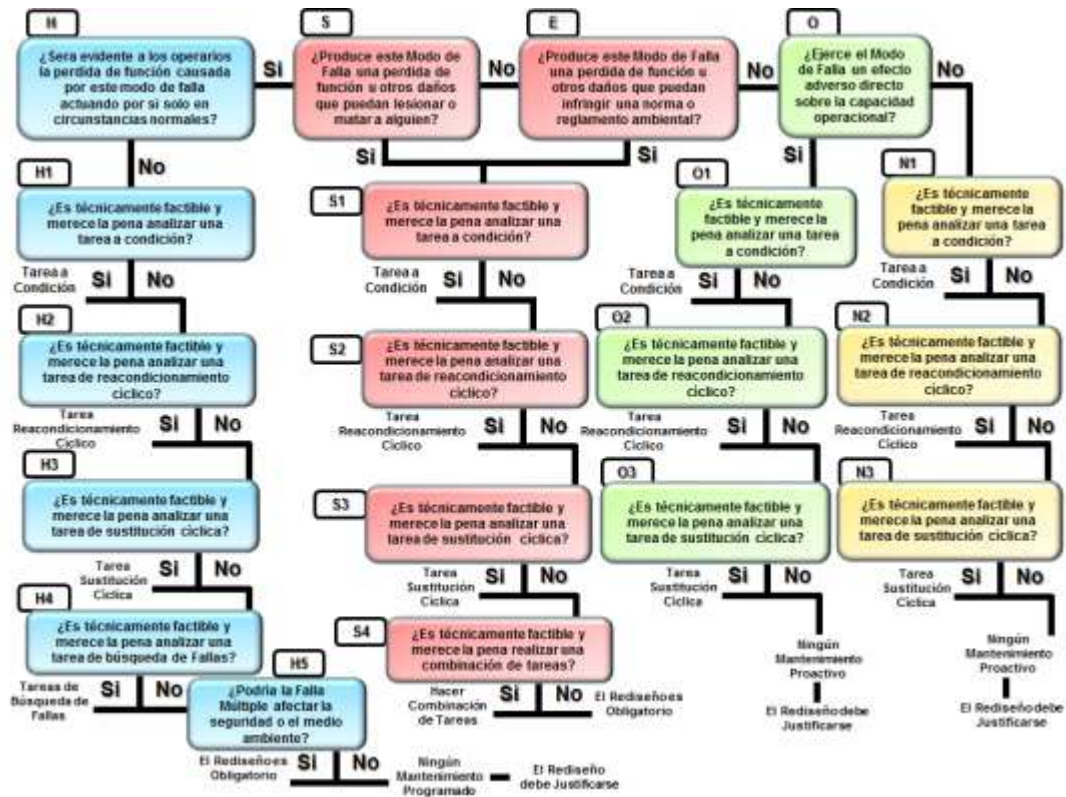 H
¿Sera evidente a los operarios
la perdida de función causada
por este modo de falla
actuando por si solo en
circunstancias normales?
Si
No
S
¿Produce este Modo de
Falla una perdida de
función u otros daños
que puedan lesionar o
matar a alguien?
No
Si
E
¿Produce este Modo de Falla
una perdida de función u
otros daños que puedan
infringir una norma o
reglamento ambiental?
No
Si
O
¿Ejerce el Modo
de Falla un efecto
adverso directo
sobre la capacidad
operacional?
No
Si
H1
¿Es técnicamente factible y
merece la pena analizar una
tarea a condición?
Tarea a
Condición
Si
No
S1
¿Es técnicamente factible y
merece la pena analizar una
tarea a condición?
Tarea a
Condición
Si
No
O1
¿Es técnicamente
factible y merece la
pena analizar una tarea
a condición?
Tarea a
Condición
Si
No
N1
¿Es técnicamente
factible y merece la
pena analizar una tarea
a condición?
Tarea a
Condición
Si
No
H2
¿Es técnicamente factible y
merece la pena analizar una
tarea de reacondicionamiento
cíclico?
Tarea
Reacondicionamiento
Cíclico
Si
No
S2
¿Es técnicamente factible y
merece la pena analizar una
tarea de reacondicionamiento
cíclico?
Tarea
Reacondicionamiento
Cíclico
Si
No
O2
¿Es técnicamente factible y
merece la pena analizar una
tarea de reacondicionamiento
cíclico?
Tarea
Reacondicionamiento
Cíclico
Si
No
N2
¿Es técnicamente factible y
merece la pena analizar una
tarea de reacondicionamiento
cíclico?
Tarea
Reacondicionamiento
Cíclico
Si
No
H3
¿Es técnicamente factible y
merece la pena analizar una
tarea de sustitución cíclica?
Tarea
Sustitución
Cíclica
Si
No
S3
¿Es técnicamente factible y
merece la pena analizar una
tarea de sustitución cíclica?
Tarea
Sustitución
Cíclica
Si
No
O3
¿Es técnicamente factible y
merece la pena analizar una
tarea de sustitución cíclica?
Tarea
Sustitución
Cíclica
Si
No
Ningún
Mantenimiento
Proactivo
El Rediseño debe
Justificarse
N3
¿Es técnicamente factible y
merece la pena analizar una
tarea de sustitución cíclica?
Tarea
Sustitución
Cíclica
Si
No
Ningún
Mantenimiento
Proactivo
El Rediseño debe
Justificarse
H4
¿Es técnicamente factible y
merece la pena analizar una
tarea de búsqueda de Fallas?
Tareas de
Búsqueda de
Fallas
Si
No
S4
¿Es técnicamente factible y
merece la pena realizar una
combinación de tareas?
Hacer
Combinación
de Tareas
Si
No
El Rediseño es
Obligatorio
H5
¿Podría la Falla
Múltiple afectar la
seguridad o el medio
ambiente?
El Rediseño es
Obligatorio
Si
No
Ningún
Mantenimiento
Programado
El Rediseño
debe Justificarse